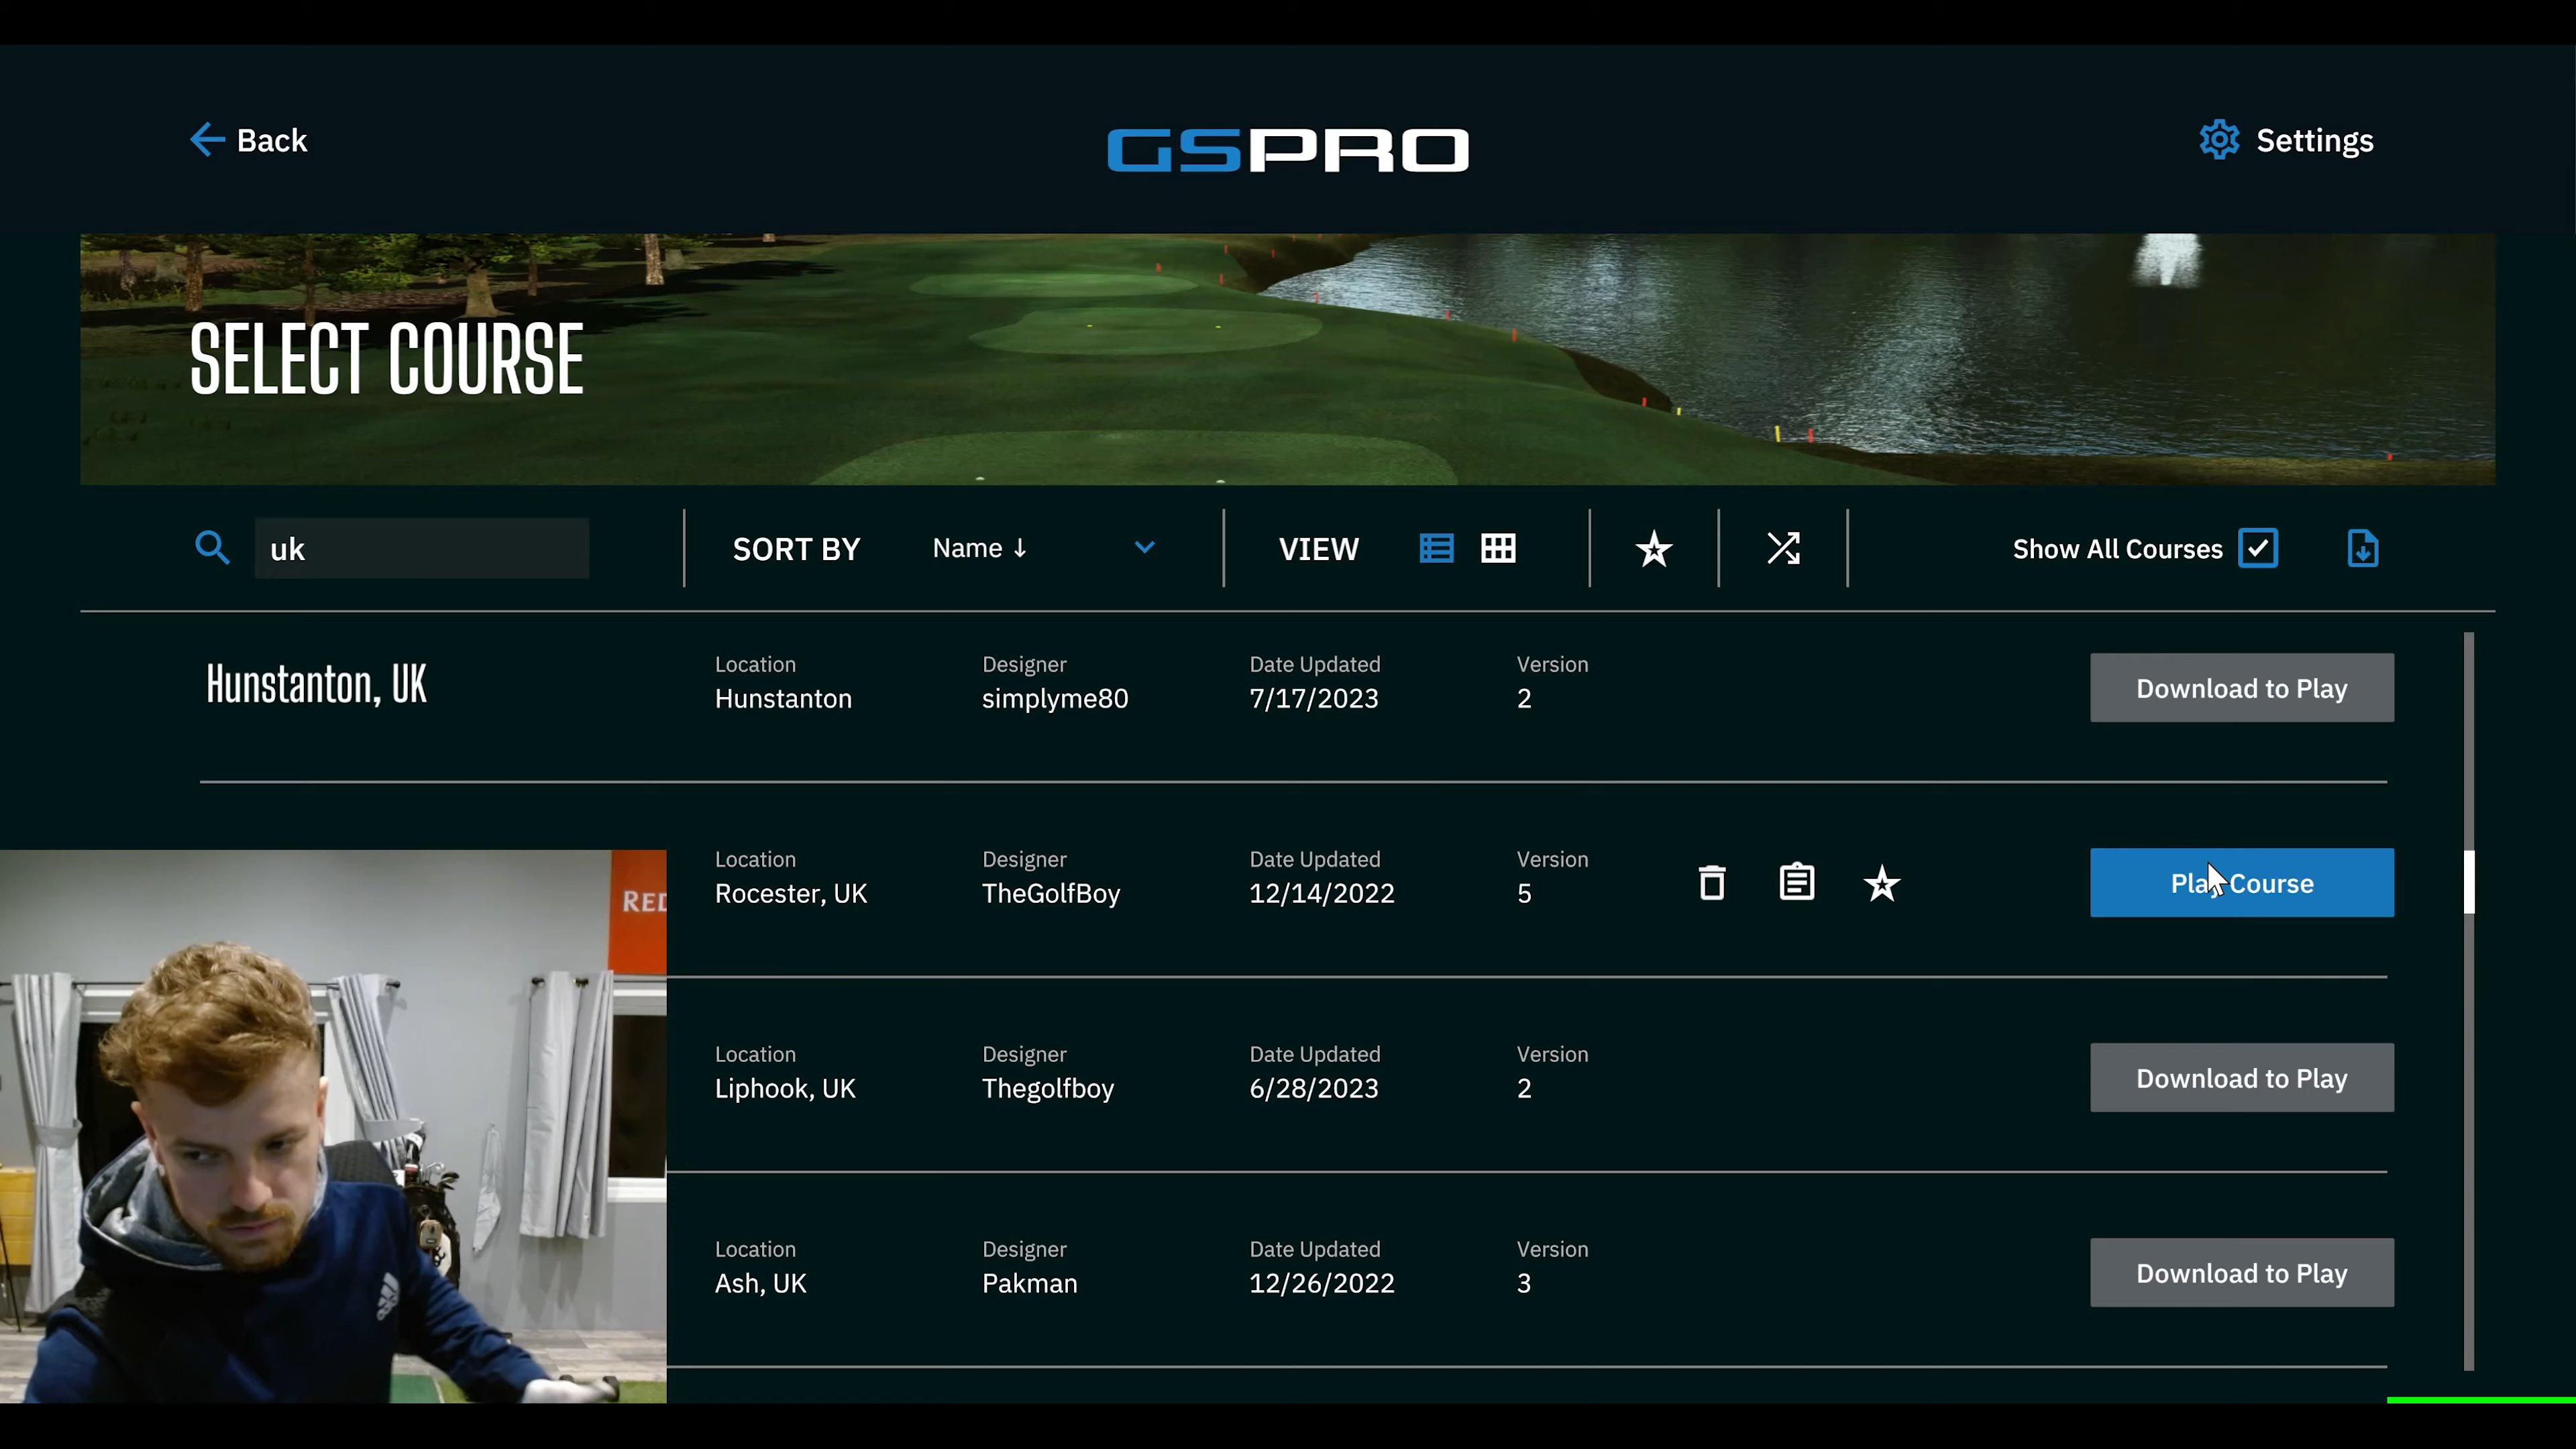 Back
GSPRO
Settings
SELECT COURSE
uk
SORT BY
Name ↓
VIEW
Show All Courses
Hunstanton, UK
Location
Hunstanton
Designer
simplyme80
Date Updated
7/17/2023
Version
2
Download to Play
Location
Rocester, UK
Designer
TheGolfBoy
Date Updated
12/14/2022
Version
5
Play Course
Location
Liphook, UK
Designer
Thegolfboy
Date Updated
6/28/2023
Version
2
Download to Play
Location
Ash, UK
Designer
Pakman
Date Updated
12/26/2022
Version
3
Download to Play
RED